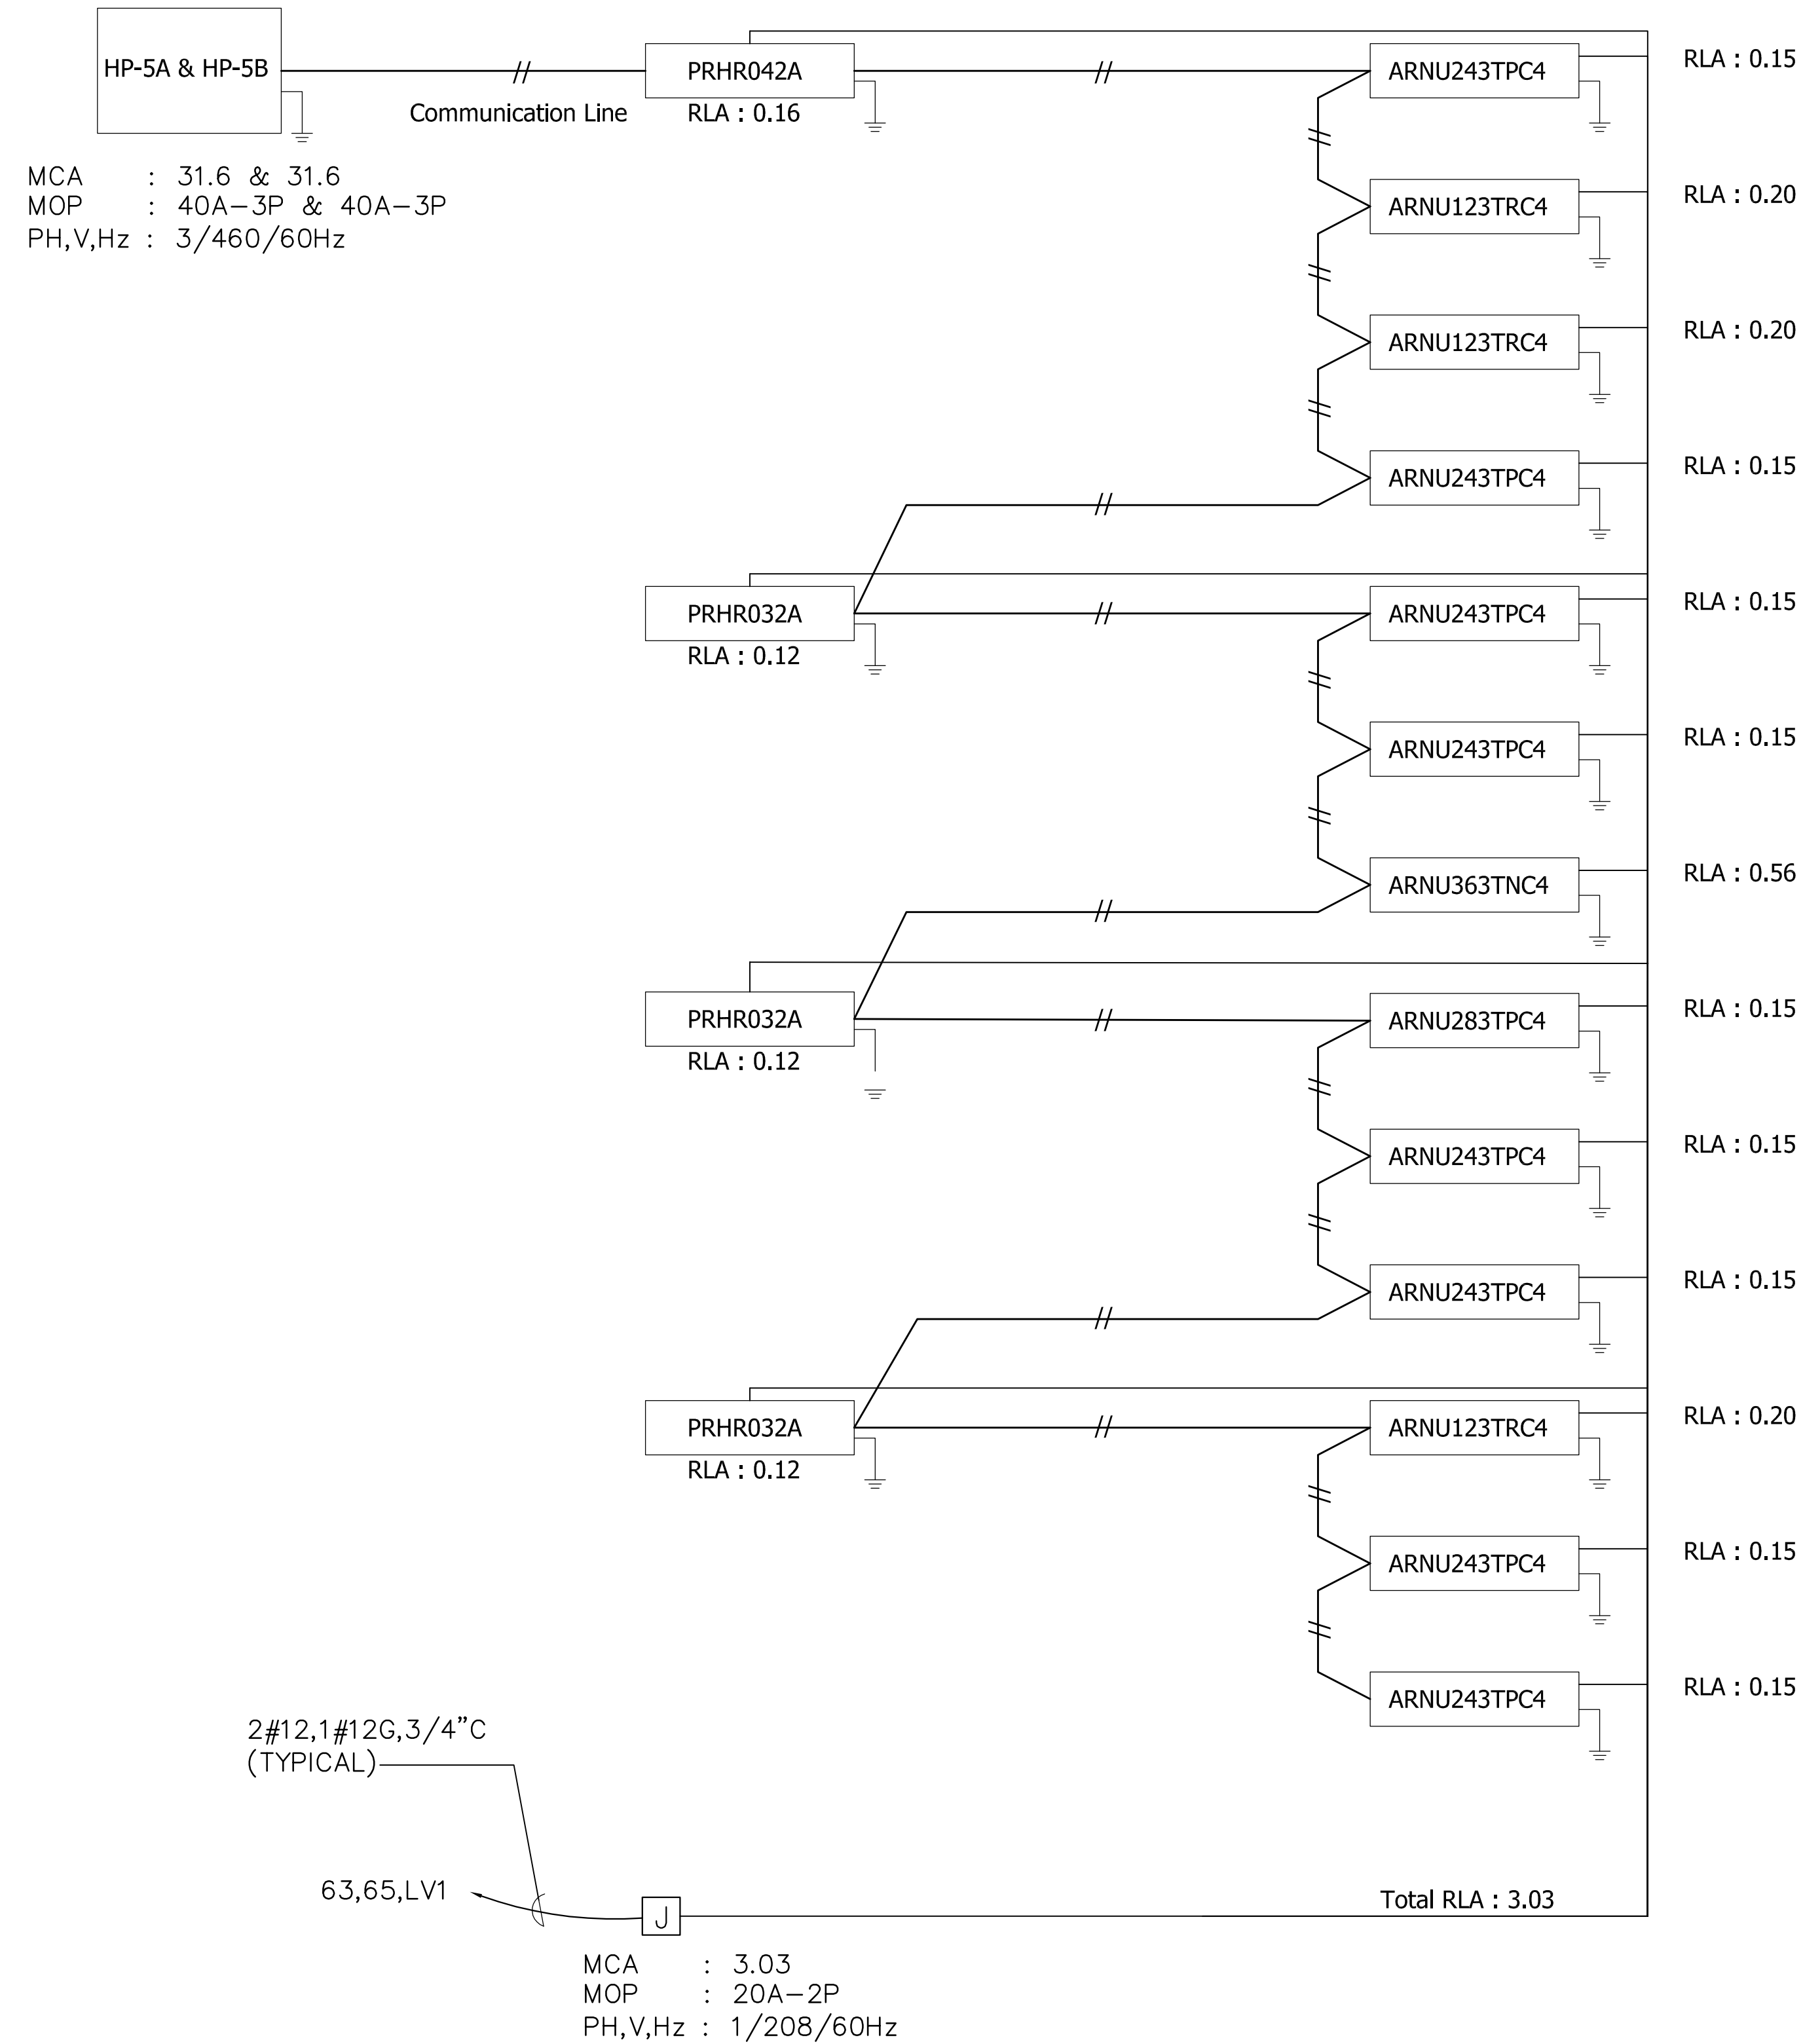 HP-5A & HP-5B
Communication Line
PRHR042A
RLA : 0.16
ARNU243TPC4
RLA : 0.15
MCA : 31.6 & 31.6
MOP : 40A-3P & 40A-3P
PH,V,Hz : 3/460/60Hz
ARNU123TRC4
RLA : 0.20
ARNU123TRC4
RLA : 0.20
ARNU243TPC4
RLA : 0.15
PRHR032A
RLA : 0.12
ARNU243TPC4
RLA : 0.15
ARNU243TPC4
RLA : 0.15
ARNU363TNC4
RLA : 0.56
PRHR032A
RLA : 0.12
ARNU283TPC4
RLA : 0.15
ARNU243TPC4
RLA : 0.15
ARNU243TPC4
RLA : 0.15
PRHR032A
RLA : 0.12
ARNU123TRC4
RLA : 0.20
ARNU243TPC4
RLA : 0.15
ARNU243TPC4
RLA : 0.15
2#12,1#12G,3/4”C
(TYPICAL)
63,65,LV1
J
Total RLA : 3.03
MCA : 3.03
MOP : 20A-2P
PH,V,Hz : 1/208/60Hz